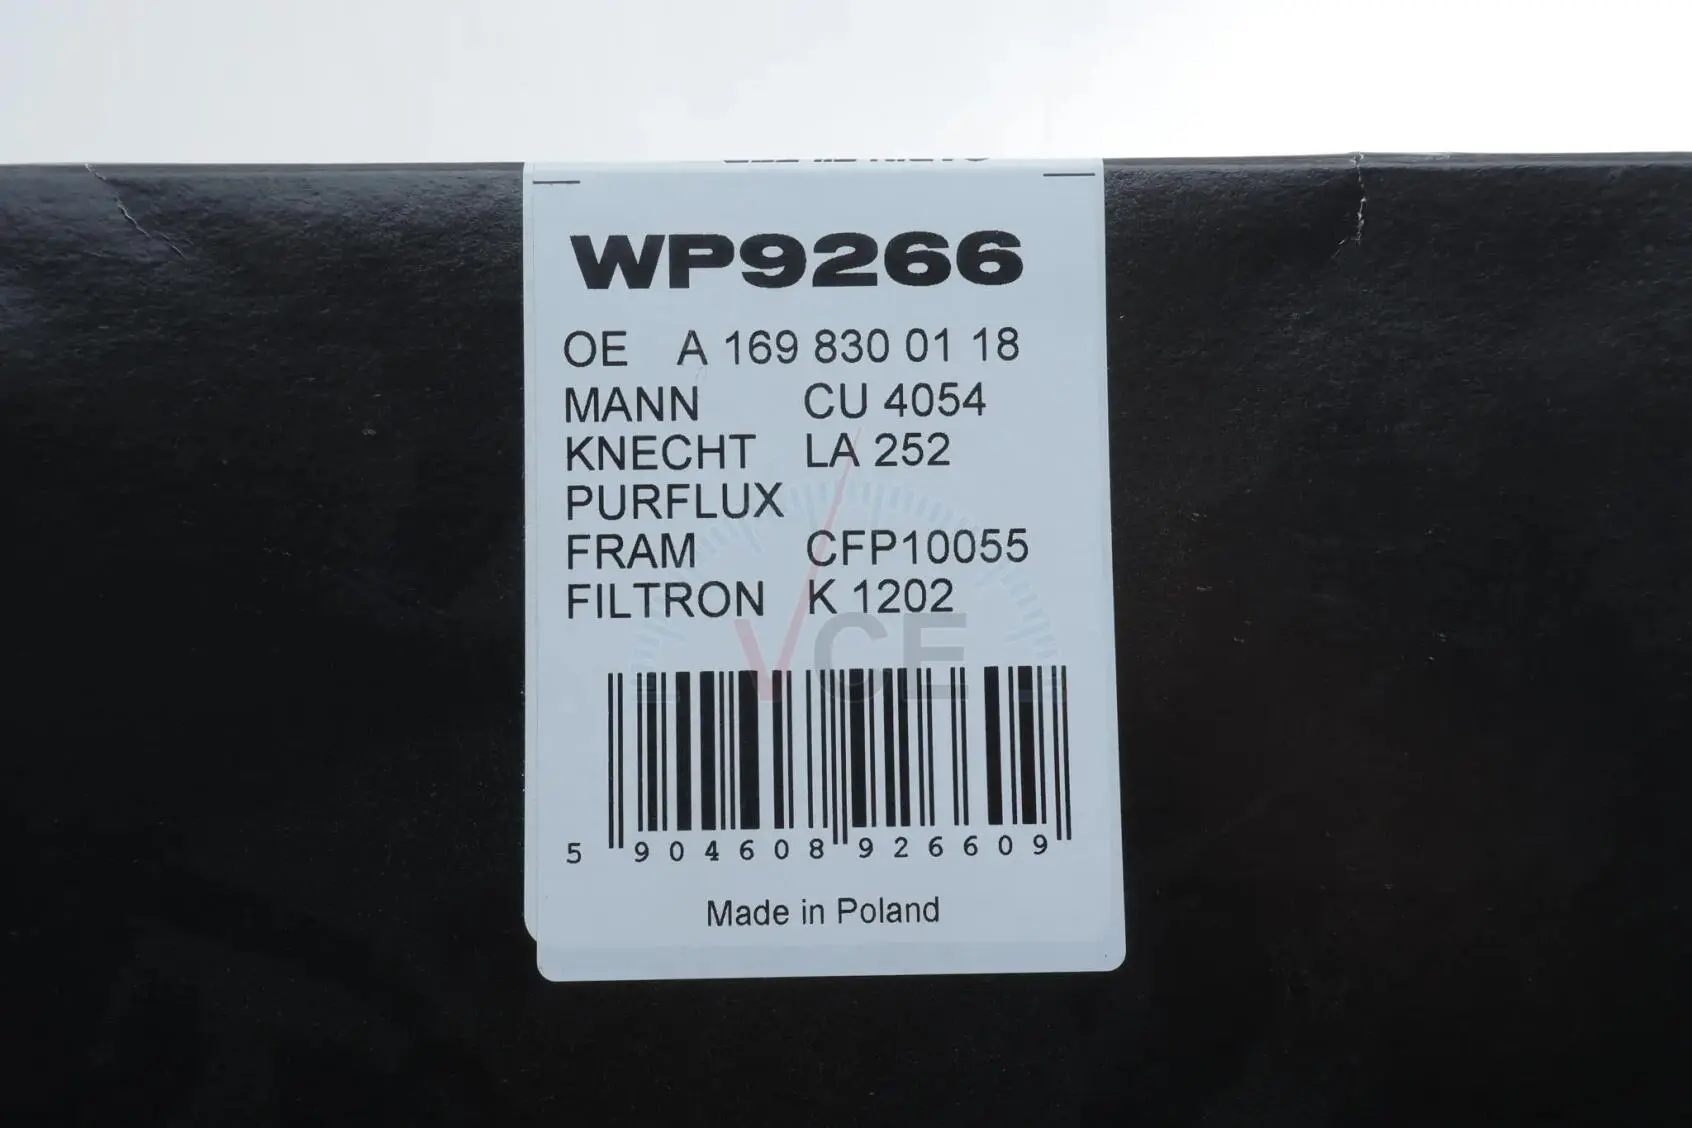 WP9266
OE A 169 830 01 18
MANN CU 4054
KNECHT LA 252
PURFLUX
FRAM CFP10055
FILTRON K 1202
VCE
5 904608 926609
Made in Poland